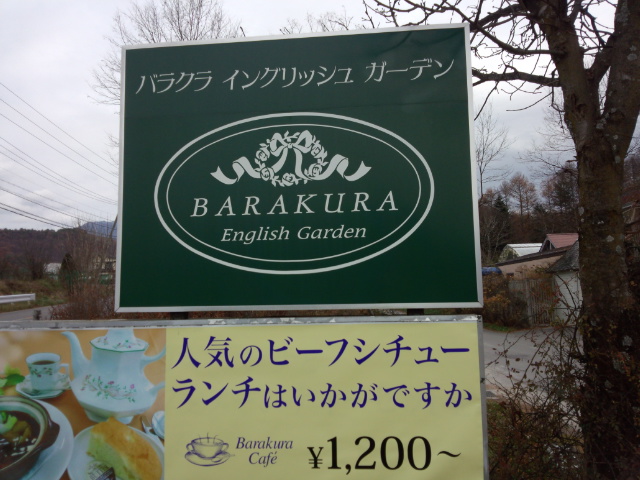 バラクラ イングリッシュ ガーデン
BARAKURA
English Garden
人気のビーフシチュー
ランチはいかがですか
Barakura
Café
¥1,200~